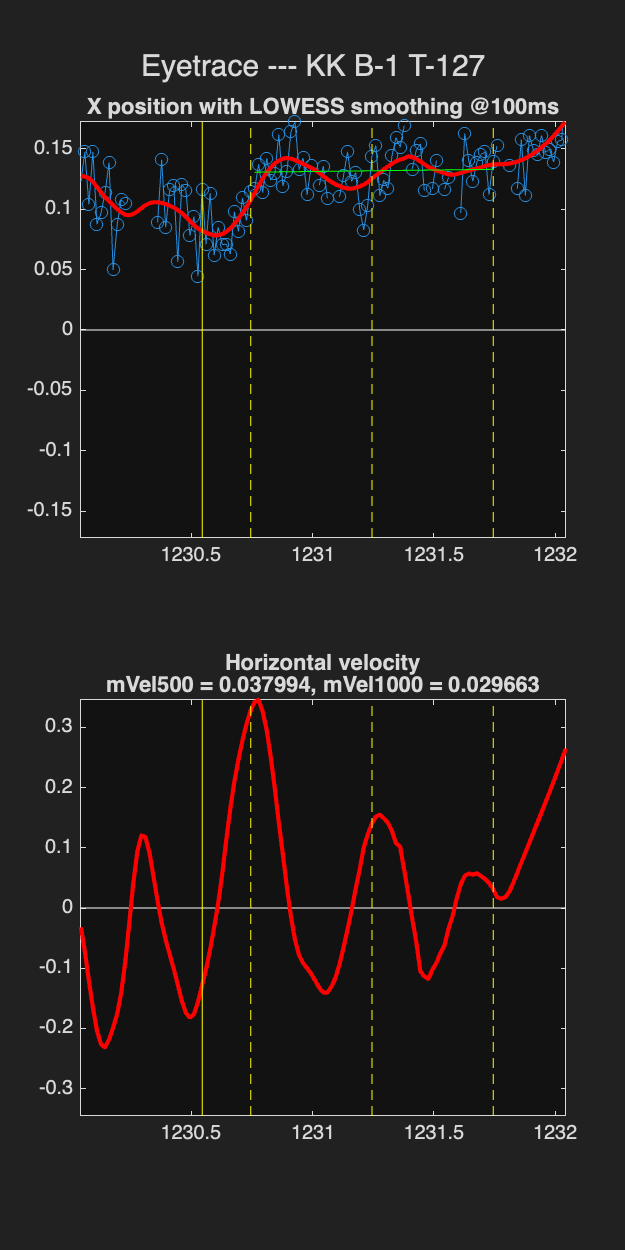 Eyetrace --- KK B-1 T-127
X position with LOWESS smoothing @100ms
0.15
0.1
0.05
0
-0.05
-0.1
-0.15
1230.5 1231 1231.5 1232
Horizontal velocity
mVel500 = 0.037994, mVel1000 = 0.029663
0.3
0.2
0.1
0
-0.1
-0.2
-0.3
1230.5 1231 1231.5 1232